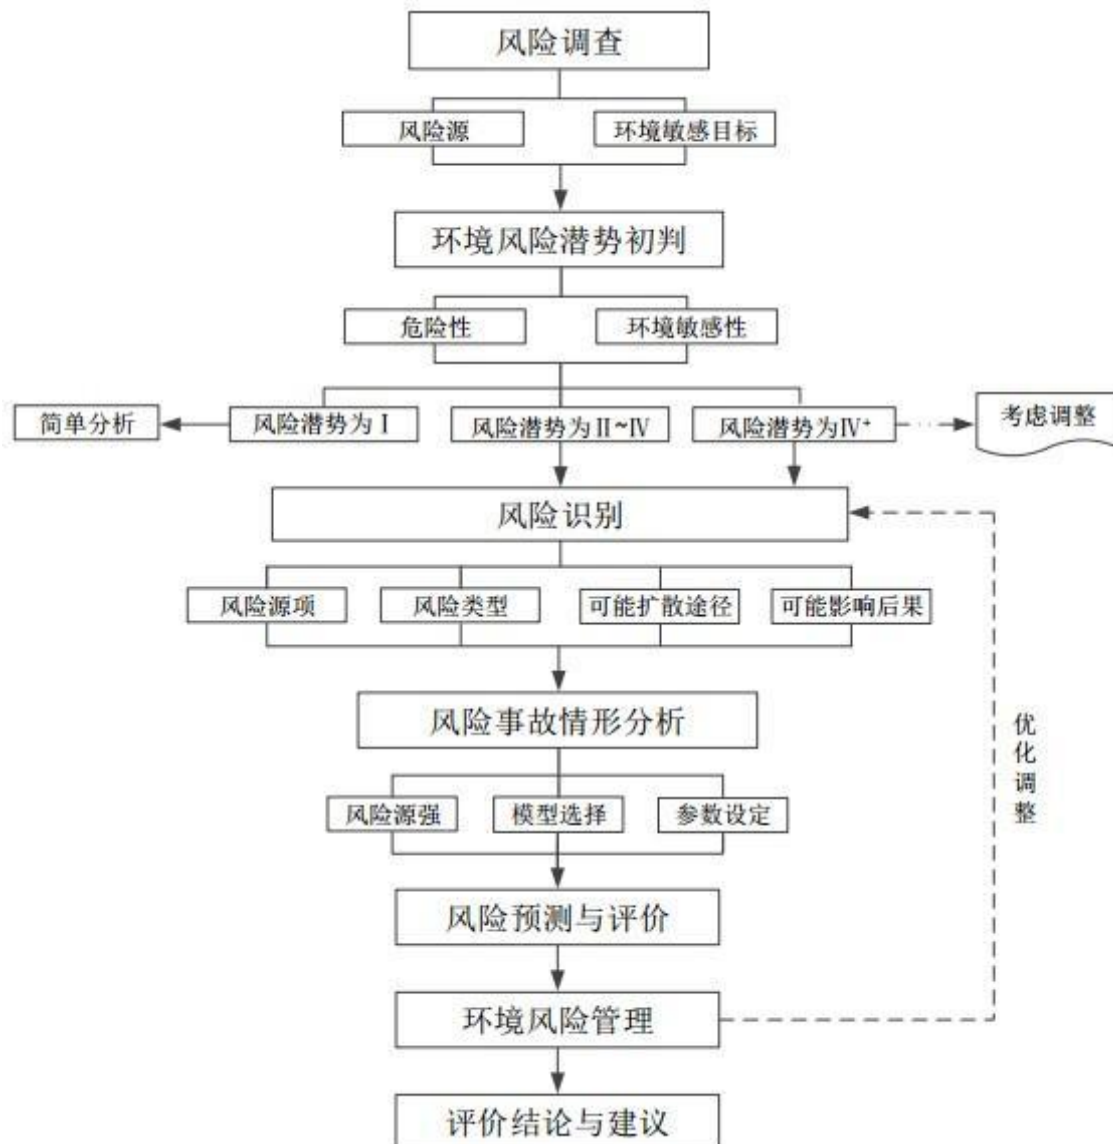 风险调查
风险源
环境敏感目标
环境风险潜势初判
危险性
环境敏感性
简单分析
风险潜势为Ⅰ
风险潜势为Ⅱ~Ⅳ
风险潜势为Ⅳ⁺
考虑调整
风险识别
风险源项
风险类型
可能扩散途径
可能影响后果
风险事故情形分析
优化调整
风险源强
模型选择
参数设定
风险预测与评价
环境风险管理
评价结论与建议